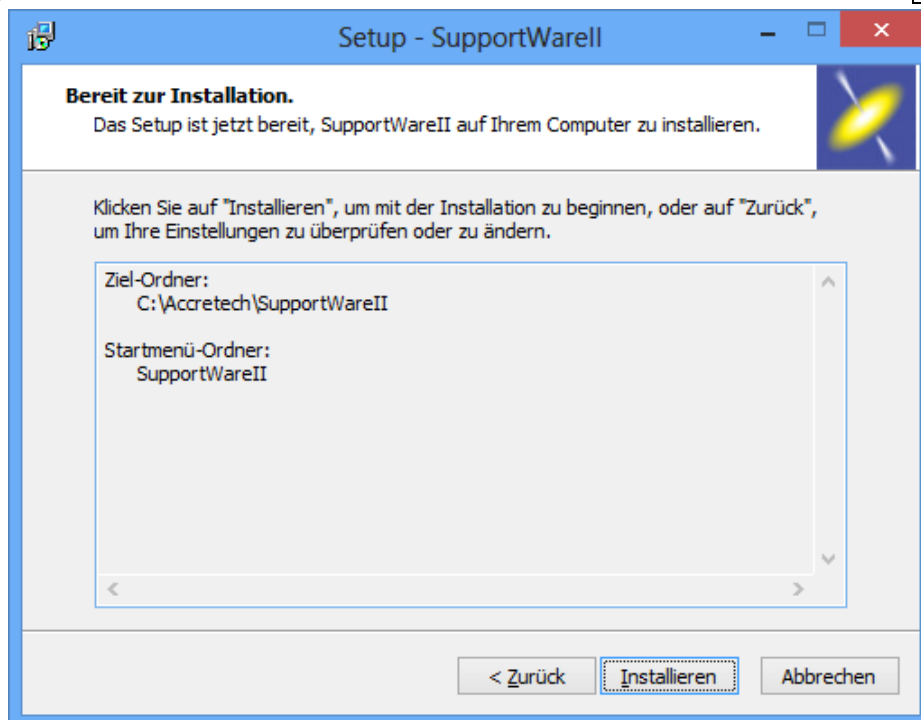 Setup - SupportWareII
Bereit zur Installation.
Das Setup ist jetzt bereit, SupportWareII auf Ihrem Computer zu installieren.
Klicken Sie auf "Installieren", um mit der Installation zu beginnen, oder auf "Zurück",
um Ihre Einstellungen zu überprüfen oder zu ändern.
Ziel-Ordner:
C:\Accretech\SupportWareII
Startmenü-Ordner:
SupportWareII
< Zurück
Installieren
Abbrechen